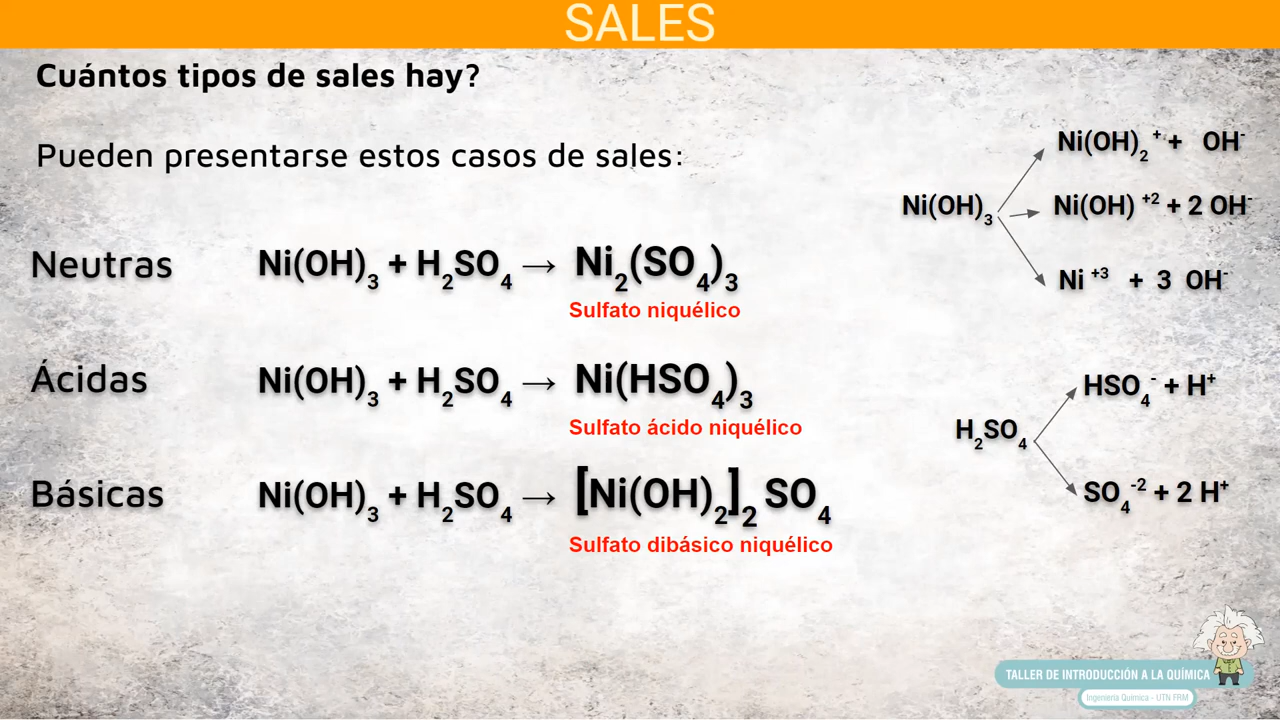 SALES
Cuántos tipos de sales hay?
Pueden presentarse estos casos de sales:
Neutras Ni(OH)₃ + H₂SO₄ → Ni₂(SO₄)₃
Sulfato niquélico
Ácidas Ni(OH)₃ + H₂SO₄ → Ni(HSO₄)₃
Sulfato ácido niquélico
Básicas Ni(OH)₃ + H₂SO₄ → [Ni(OH)₂]₂ SO₄
Sulfato dibásico niquélico
Ni(OH)₂⁺ + OH⁻
Ni(OH)₃ Ni(OH)⁺² + 2 OH⁻
Ni⁺³ + 3 OH⁻
HSO₄⁻ + H⁺
H₂SO₄
SO₄⁻² + 2 H⁺
TALLER DE INTRODUCCIÓN A LA QUÍMICA
Ingeniería Química - UTN FRM